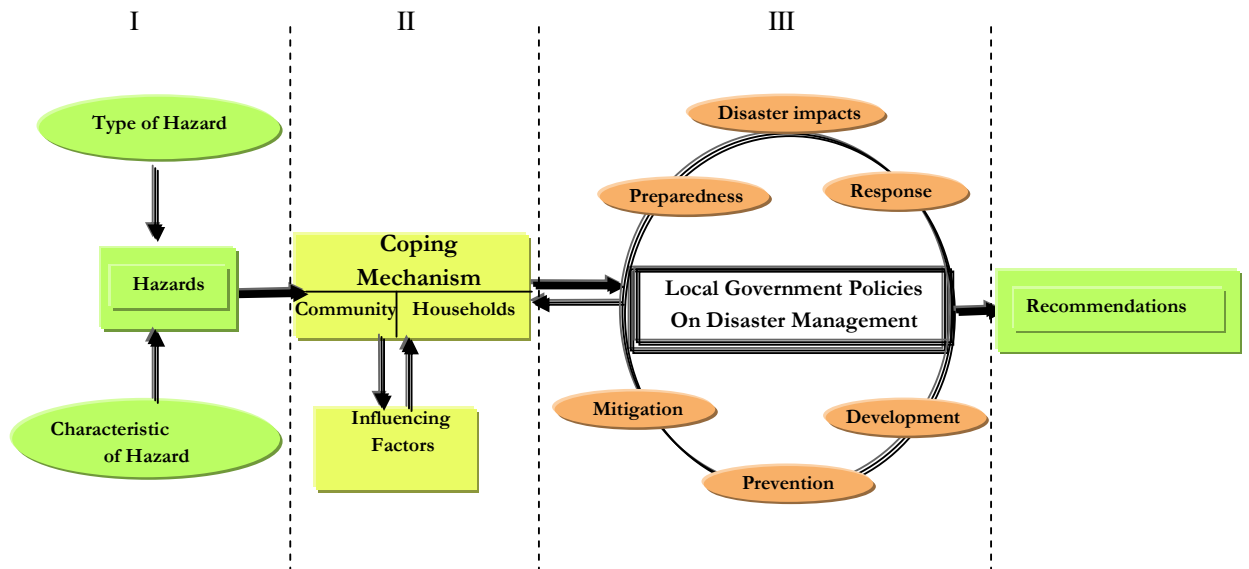 I
II
III
Type of Hazard
Hazards
Characteristic
of Hazard
Coping
Mechanism
Community
Households
Influencing
Factors
Disaster impacts
Preparedness
Response
Local Government Policies
On Disaster Management
Mitigation
Development
Prevention
Recommendations